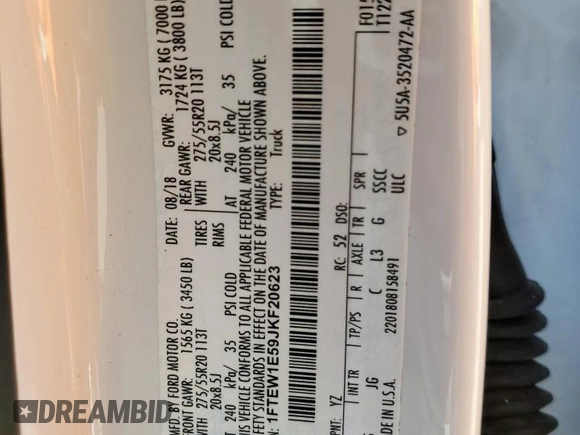 MFD. BY FORD MOTOR CO.
DATE: 08/18 GVWR: 3175 KG ( 7000
FRONT GAWR: 1565 KG ( 3450 LB) REAR GAWR: 1724 KG ( 3800 LB)
WITH 275/55R20 113T TIRES WITH 275/55R20 113T
20x8.5J RIMS 20x8.5J
AT 240 kPa/ 35 PSI COLD AT 240 kPa/ 35 PSI COLD
THIS VEHICLE CONFORMS TO ALL APPLICABLE FEDERAL MOTOR VEHICLE
SAFETY STANDARDS IN EFFECT ON THE DATE OF MANUFACTURE SHOWN ABOVE.
1FTEW1E59JKF20623 TYPE: Truck
F015
T122
PNT: YZ RC: 52 DSO:
INT TR TP/PS R AXLE TR SPR
JG C L3 G SSCC
ULC
MADE IN U.S.A. 2201808158491
▽ 5U5A-3520472-AA
DREAMBID